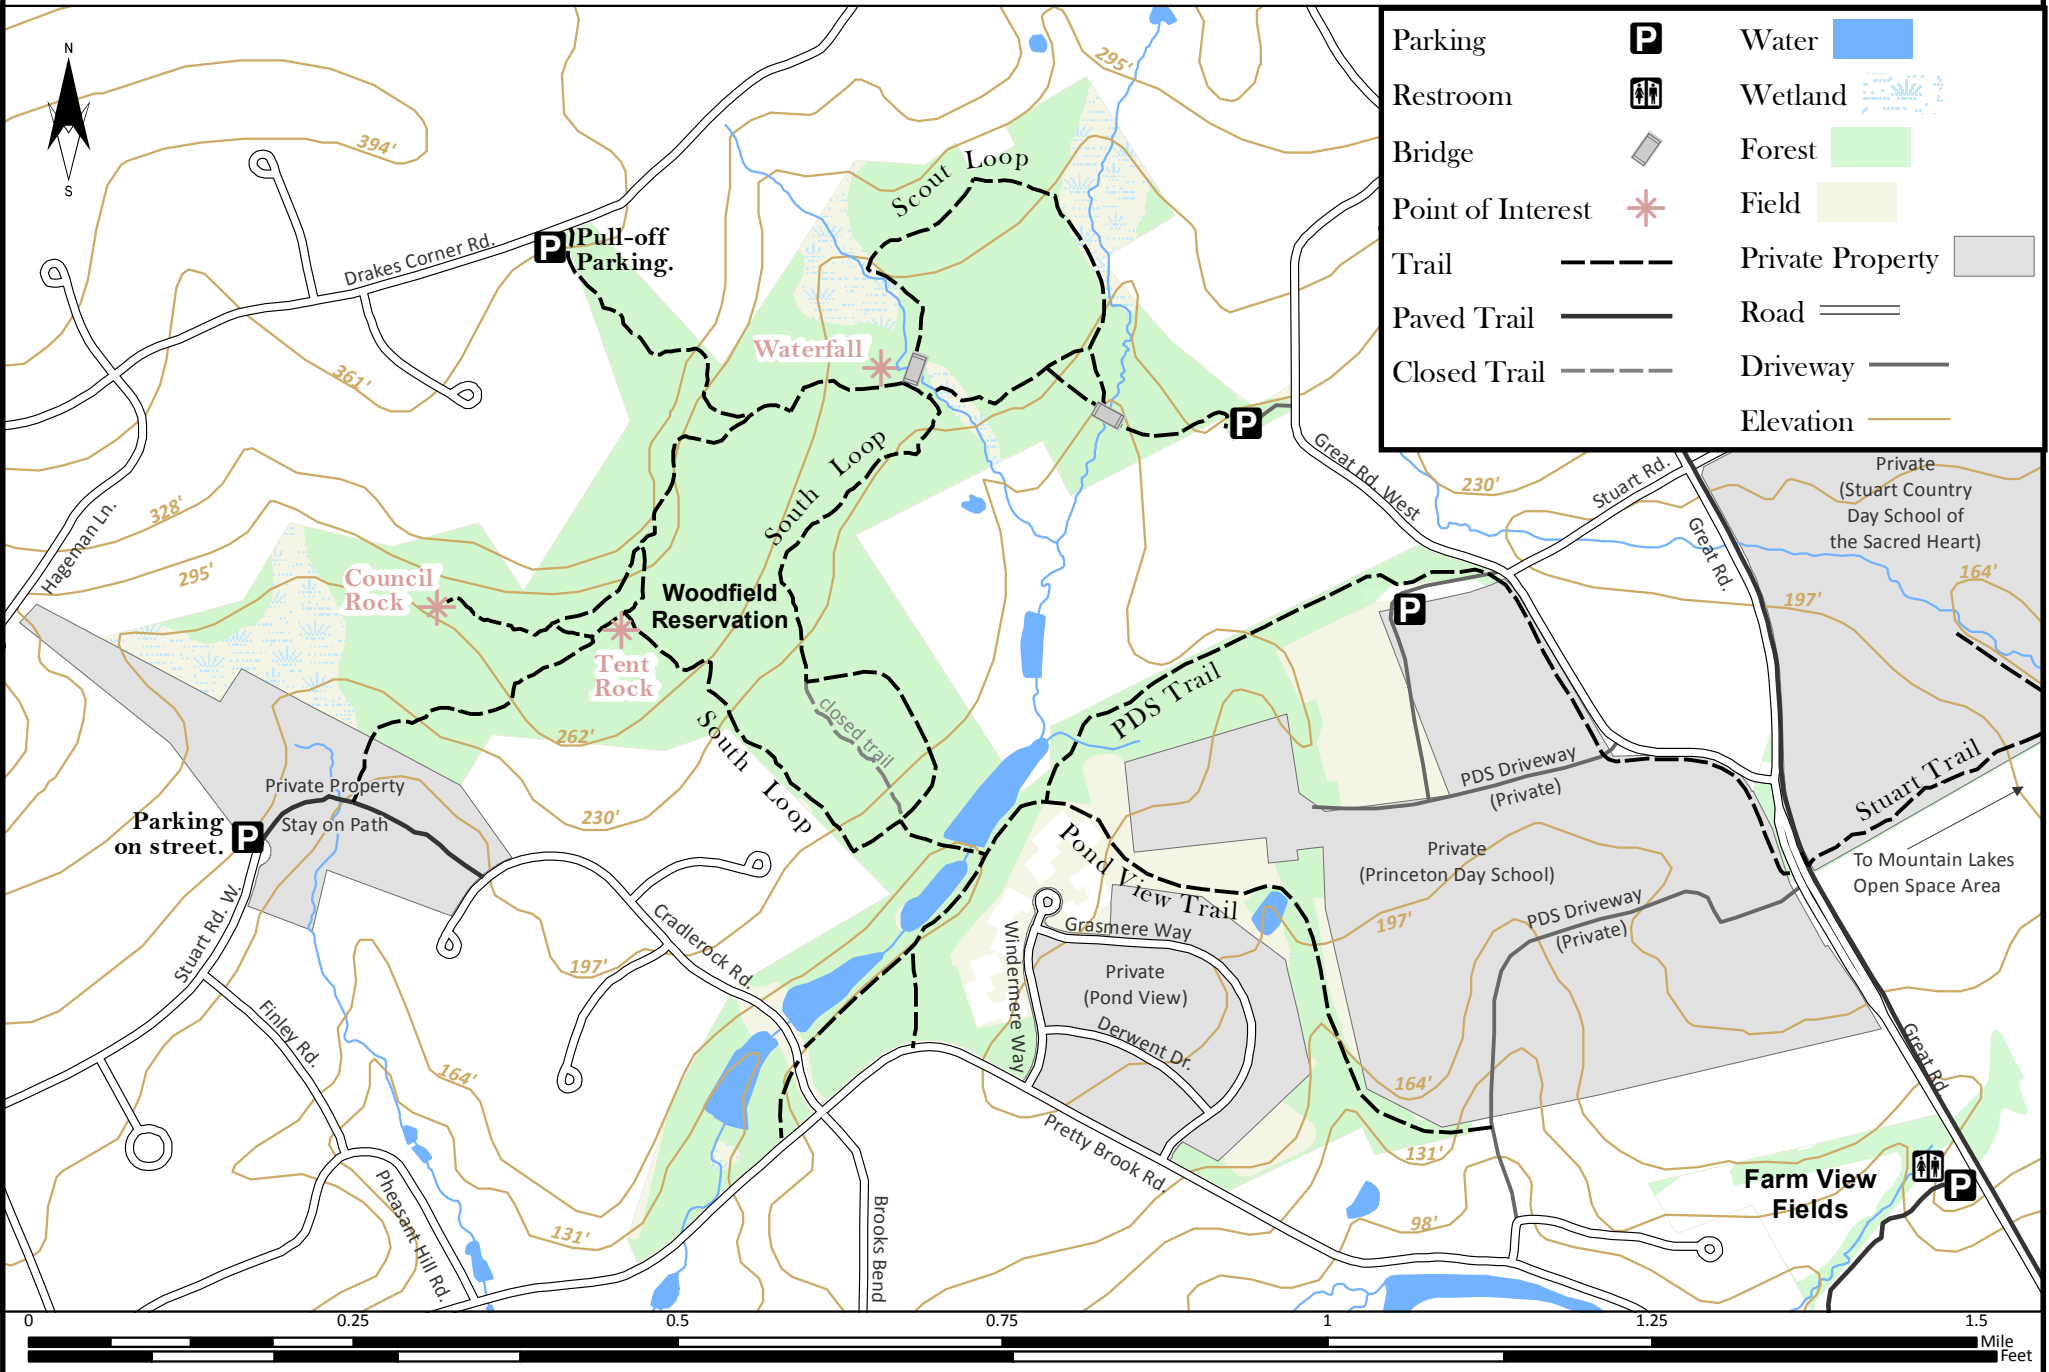 N
S
Parking
P
Restroom
Bridge
Point of Interest
Trail
Paved Trail
Closed Trail
Water
Wetland
Forest
Field
Private Property
Road
Driveway
Elevation
295'
394'
Scout Loop
Drakes Corner Rd.
P
Pull-off
Parking.
Waterfall
361'
P
South Loop
Great Rd. West
230'
Stuart Rd.
Great Rd.
Private
(Stuart Country
Day School of
the Sacred Heart)
164'
197'
328'
Hageman Ln.
295'
Council
Rock
Woodfield
Reservation
Tent
Rock
P
PDS Trail
262'
South Loop
closed trail
PDS Driveway
(Private)
Stuart Trail
Private Property
Stay on Path
230'
Parking
on street.
P
Pond View Trail
Private
(Princeton Day School)
To Mountain Lakes
Open Space Area
PDS Driveway
(Private)
197'
Stuart Rd. W.
Cradlerock Rd.
197'
Windermere Way
Grasmere Way
Private
(Pond View)
Derwent Dr.
Finley Rd.
164'
164'
Great Rd.
Pretty Brook Rd.
131'
Farm View
Fields
P
Pheasant Hill Rd.
131'
Brooks Bend
98'
0
0.25
0.5
0.75
1
1.25
1.5
Mile
Feet